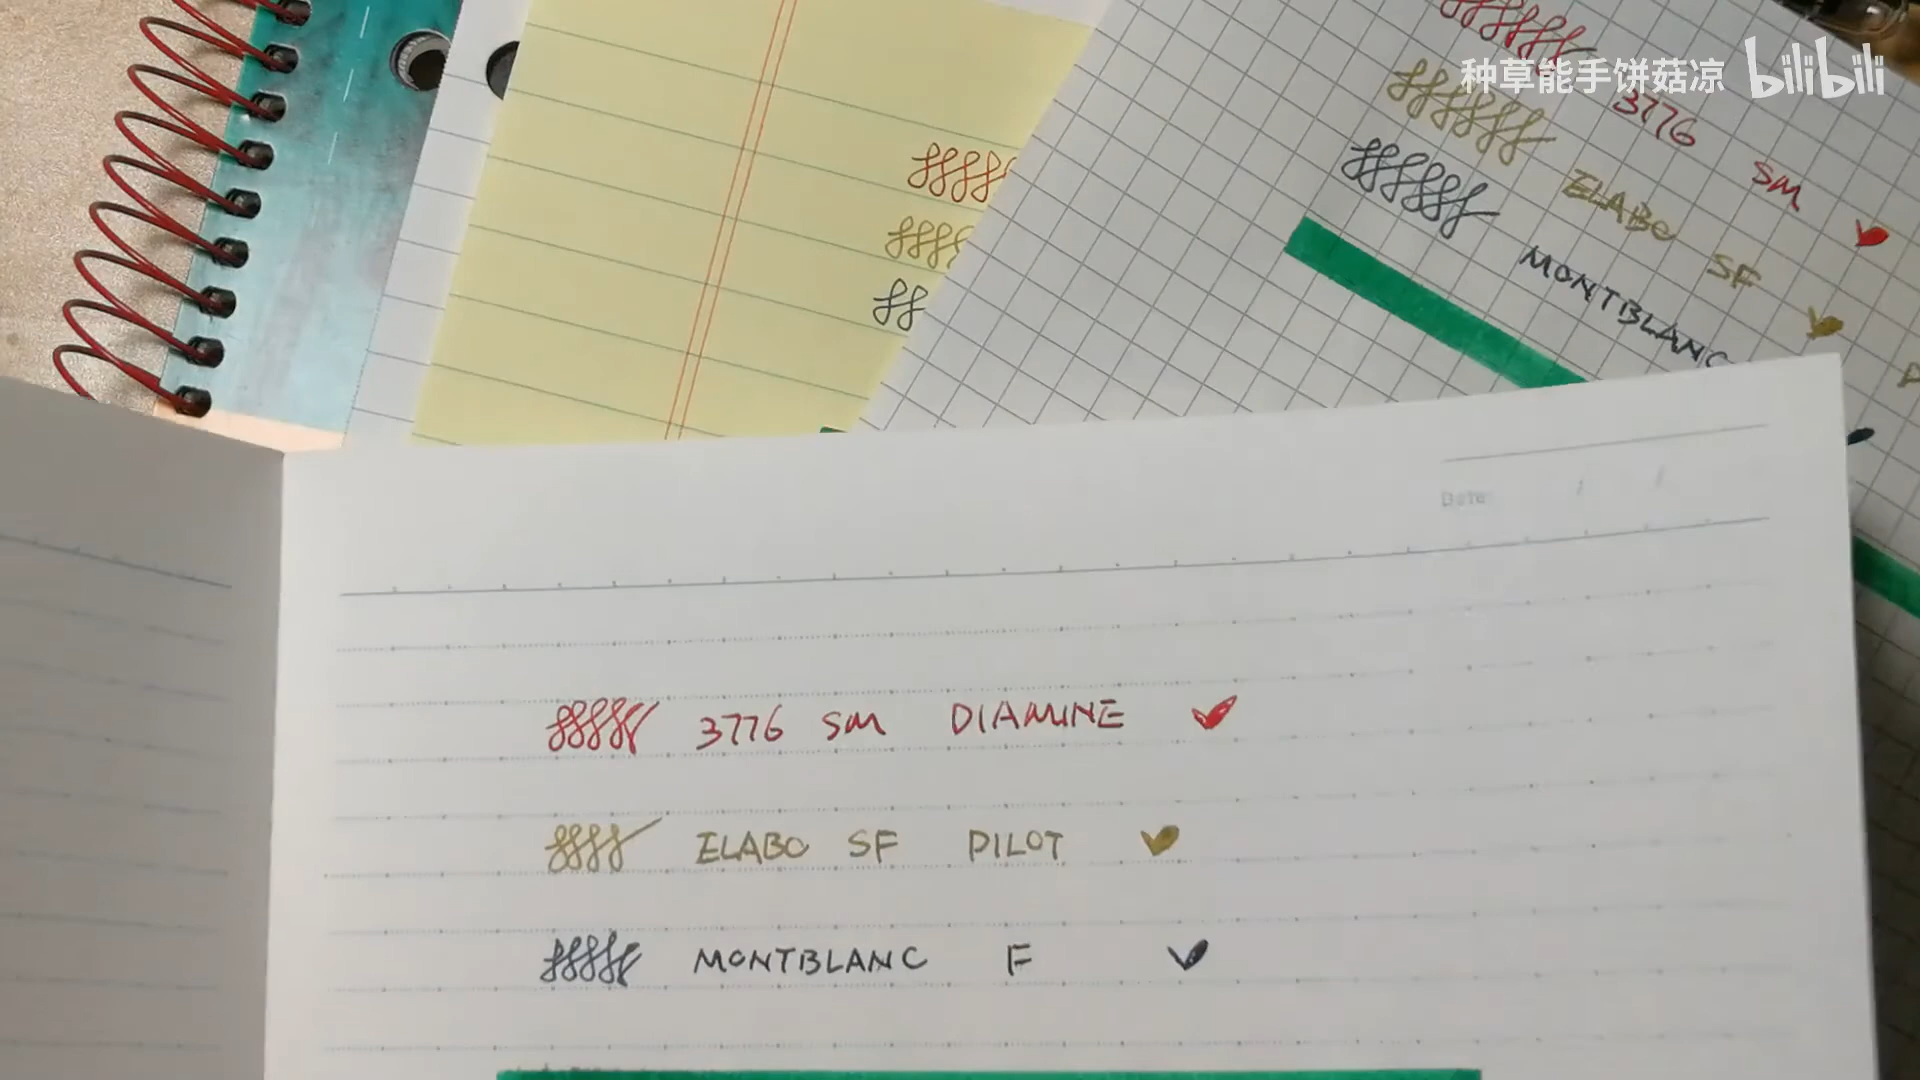 种草能手饼菇凉 bilibili
3776 SM
ELABO SF
MONTBLANC
Date: / /
3776 SM DIAMINE
ELABO SF PILOT
MONTBLANC F